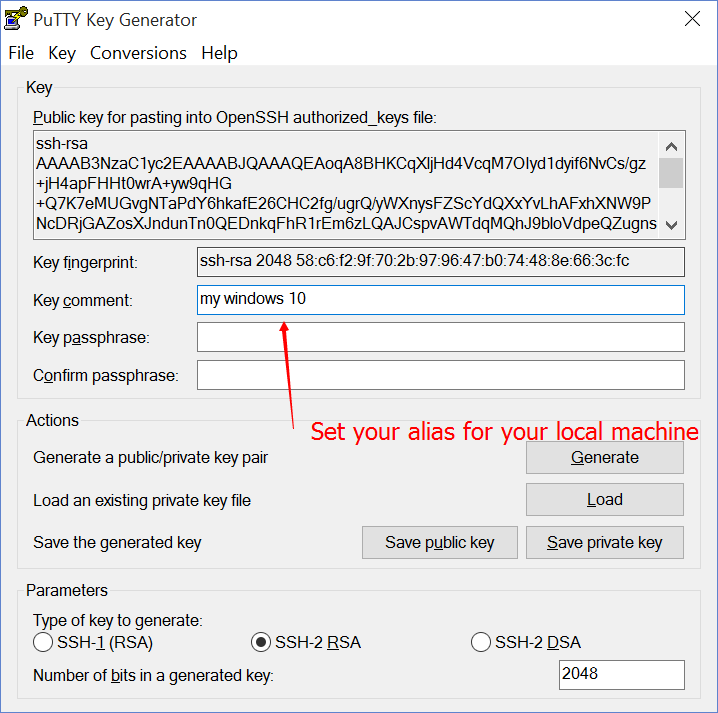 PuTTY Key Generator
File Key Conversions Help
Key
Public key for pasting into OpenSSH authorized_keys file:
ssh-rsa
AAAAB3NzaC1yc2EAAAABJQAAAQEAoqA8BHKCqXljHd4VcqM7OIyd1dyif6NvCs/gz
+jH4apFHHt0wrA+yw9qHG
+Q7K7eMUGvgNTaPdY6hkafE26CHC2fg/ugrQ/yWXnysFZScYdQXxYvLhAFxhXNW9P
NcDRjGAZosXJndunTn0QEDnkqFhR1rEm6zLQAJCspvAWTdqMQhJ9bloVdpeQZugns
Key fingerprint:
ssh-rsa 2048 58:c6:f2:9f:70:2b:97:96:47:b0:74:48:8e:66:3c:fc
Key comment:
my windows 10
Key passphrase:
Confirm passphrase:
Set your alias for your local machine
Actions
Generate a public/private key pair
Generate
Load an existing private key file
Load
Save the generated key
Save public key
Save private key
Parameters
Type of key to generate:
SSH-1 (RSA)
SSH-2 RSA
SSH-2 DSA
Number of bits in a generated key:
2048